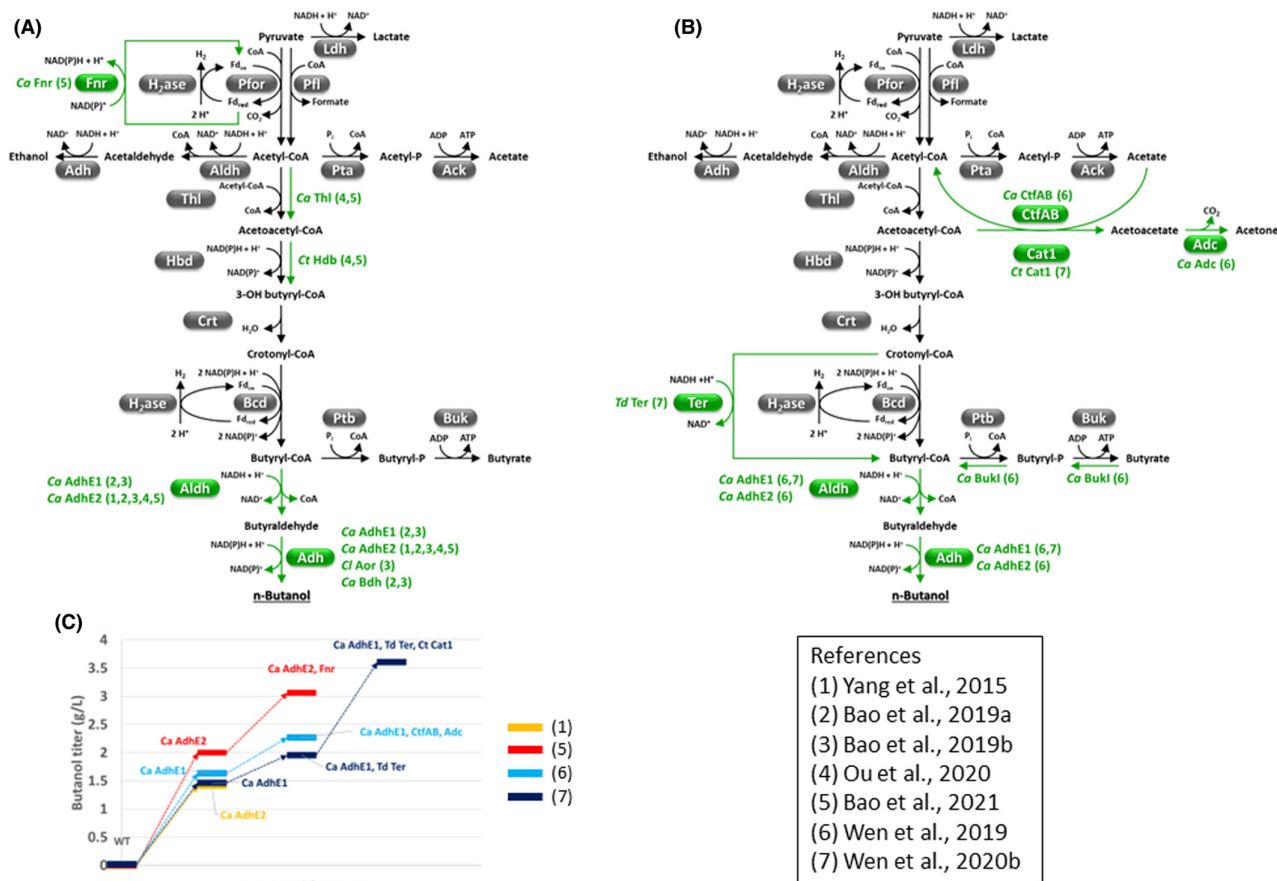 (A)
NADH + H⁺ NAD⁺
Pyruvate Lactate
Ldh
NAD(P)H + H⁺
Ca Fnr (5) Fnr
NAD(P)⁺
H₂ Fdox CoA CoA
H₂ase Pfor Pfl
2 H⁺ Fdred Formate
CO₂
NAD⁺ NADH + H⁺ CoA NAD⁺ NADH + H⁺ Pi CoA ADP ATP
Ethanol Acetaldehyde Acetyl-CoA Acetyl-P Acetate
Adh Aldh Pta Ack
Acetyl-CoA
Thl Ca Thl (4,5)
CoA
Acetoacetyl-CoA
NAD(P)H + H⁺
Hbd Ct Hdb (4,5)
NAD(P)⁺
3-OH butyryl-CoA
Crt
H₂O
Crotonyl-CoA
H₂ 2 NAD(P)H + H⁺
Fdox
H₂ase Bcd
Fdred
2 H⁺ 2 NAD(P)⁺
Ptb Buk
Pi CoA ADP ATP
Butyryl-CoA Butyryl-P Butyrate
Ca AdhE1 (2,3) NADH + H⁺
Ca AdhE2 (1,2,3,4,5) Aldh
NAD⁺ CoA
Butyraldehyde
NAD(P)H + H⁺ Ca AdhE1 (2,3)
Adh Ca AdhE2 (1,2,3,4,5)
NAD(P)⁺ Cl Aor (3)
Ca Bdh (2,3)
n-Butanol
(B)
NADH + H⁺ NAD⁺
Pyruvate Lactate
Ldh
H₂ Fdox CoA CoA
H₂ase Pfor Pfl
2 H⁺ Fdred Formate
CO₂
NAD⁺ NADH + H⁺ CoA NAD⁺ NADH + H⁺ Pi CoA ADP ATP
Ethanol Acetaldehyde Acetyl-CoA Acetyl-P Acetate
Adh Aldh Pta Ack
Acetyl-CoA
Thl Ca CtfAB (6)
CoA CtfAB CO₂
Acetoacetyl-CoA Acetoacetate Acetone
NAD(P)H + H⁺ Cat1 Adc
Hbd Ct Cat1 (7) Ca Adc (6)
NAD(P)⁺
3-OH butyryl-CoA
Crt
H₂O
Crotonyl-CoA
NADH +H⁺ H₂ 2 NAD(P)H + H⁺
Fdox
Td Ter (7) Ter H₂ase Bcd
NAD⁺ Fdred
2 H⁺ 2 NAD(P)⁺
Ptb Buk
Pi CoA ADP ATP
Butyryl-CoA Butyryl-P Butyrate
Ca BukI (6) Ca BukI (6)
Ca AdhE1 (6,7) NADH + H⁺
Ca AdhE2 (6) Aldh
NAD⁺ CoA
Butyraldehyde
NAD(P)H + H⁺ Ca AdhE1 (6,7)
Adh Ca AdhE2 (6)
NAD(P)⁺
n-Butanol
(C)
Butanol titer (g/L)
4
3.5
3
2.5
2
1.5
1
0.5
0
WT
Ca AdhE1, Td Ter, Ct Cat1
Ca AdhE2, Fnr
Ca AdhE2
Ca AdhE1, CtfAB, Adc
Ca AdhE1
Ca AdhE1
Ca AdhE1, Td Ter
Ca AdhE2
(1)
(5)
(6)
(7)
References
(1) Yang et al., 2015
(2) Bao et al., 2019a
(3) Bao et al., 2019b
(4) Ou et al., 2020
(5) Bao et al., 2021
(6) Wen et al., 2019
(7) Wen et al., 2020b